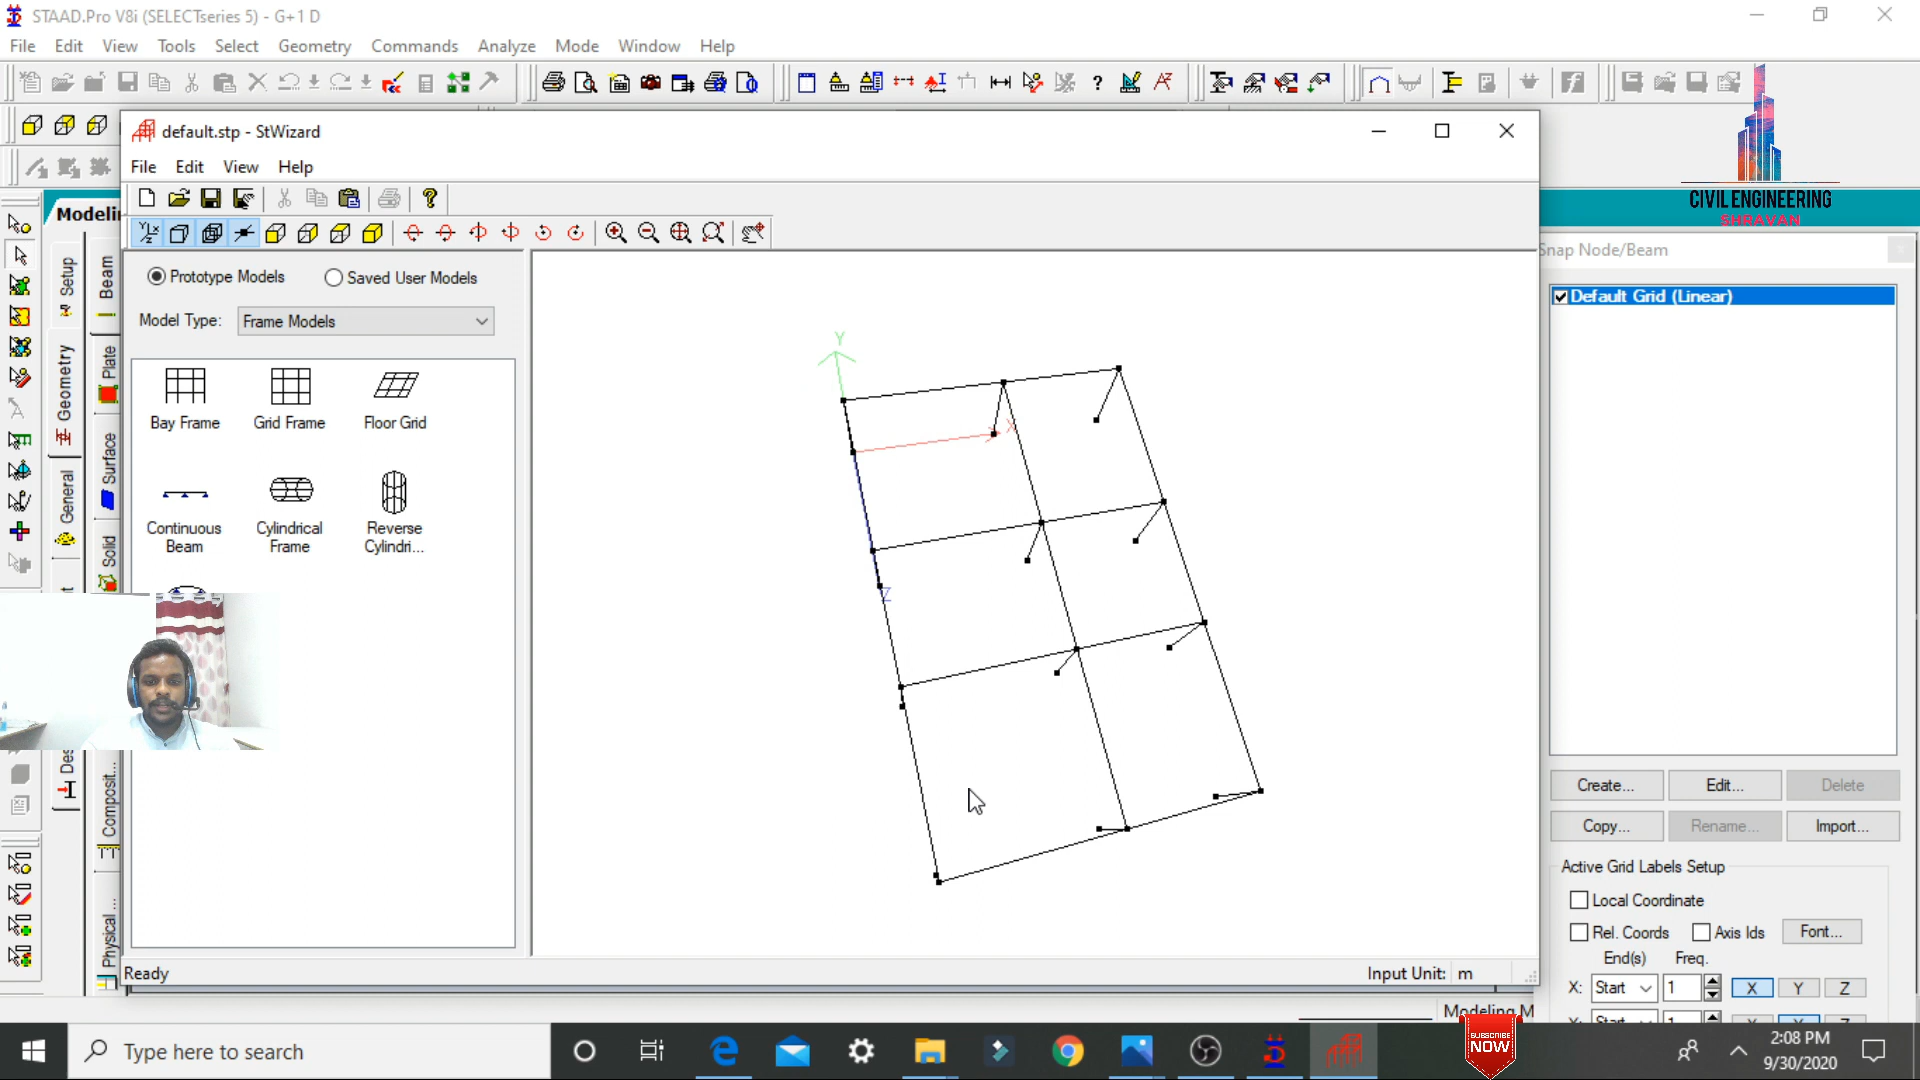 STAAD.Pro V8i (SELECTseries 5) - G+1 D
File Edit View Tools Select Geometry Commands Analyze Mode Window Help
default.stp - StWizard
File Edit View Help
CIVIL ENGINEERING
SHRAVAN
Modelin
Setup
Geometry
General
Beam
Plate
Surface
Solid
Composit...
Physical ...
Prototype Models Saved User Models
Model Type: Frame Models
Bay Frame Grid Frame Floor Grid
Continuous Beam
Cylindrical Frame
Reverse Cylindri...
Y
X
Z
Ready
Input Unit: m
Snap Node/Beam
Default Grid (Linear)
Create... Edit... Delete
Copy... Rename... Import...
Active Grid Labels Setup
Local Coordinate
Rel. Coords Axis Ids Font...
End(s) Freq.
X: Start 1 X Y Z
Modeling M
SUBSCRIBE
NOW
Type here to search
2:08 PM
9/30/2020